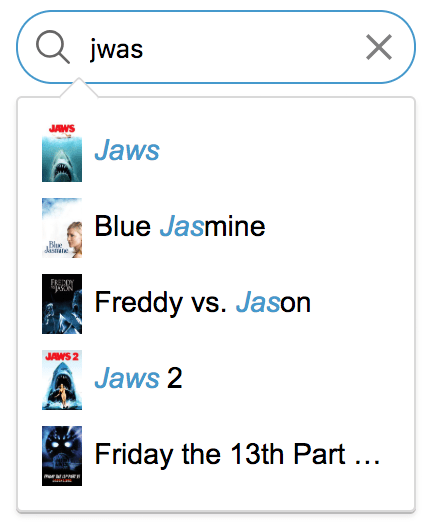 jwas
JAWS
Jaws
Blue
Jasmine
Blue Jasmine
FREDDY
JASON
Freddy vs. Jason
JAWS 2
Jaws 2
Friday the 13th Part …